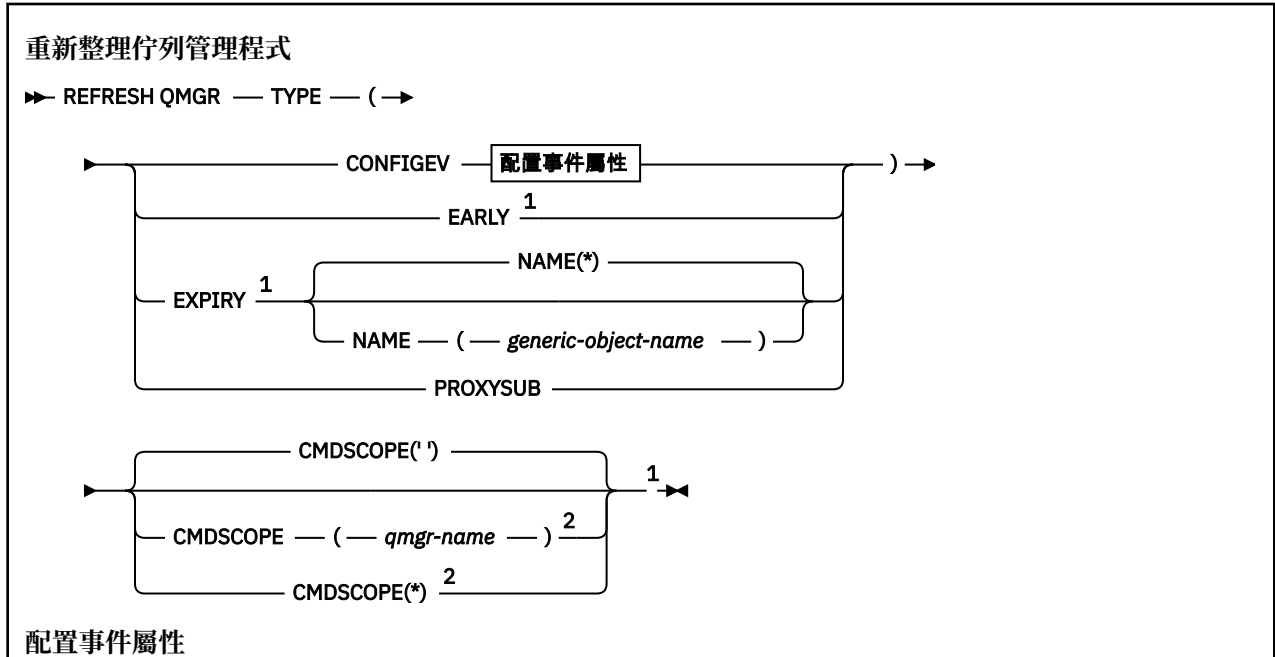 重新整理佇列管理程式
REFRESH QMGR TYPE (
CONFIGEV 配置事件屬性 )
EARLY 1
NAME(*)
EXPIRY 1
NAME ( generic-object-name )
PROXYSUB
CMDSCOPE(' ')
1
CMDSCOPE ( qmgr-name ) 2
CMDSCOPE(*) 2
配置事件屬性